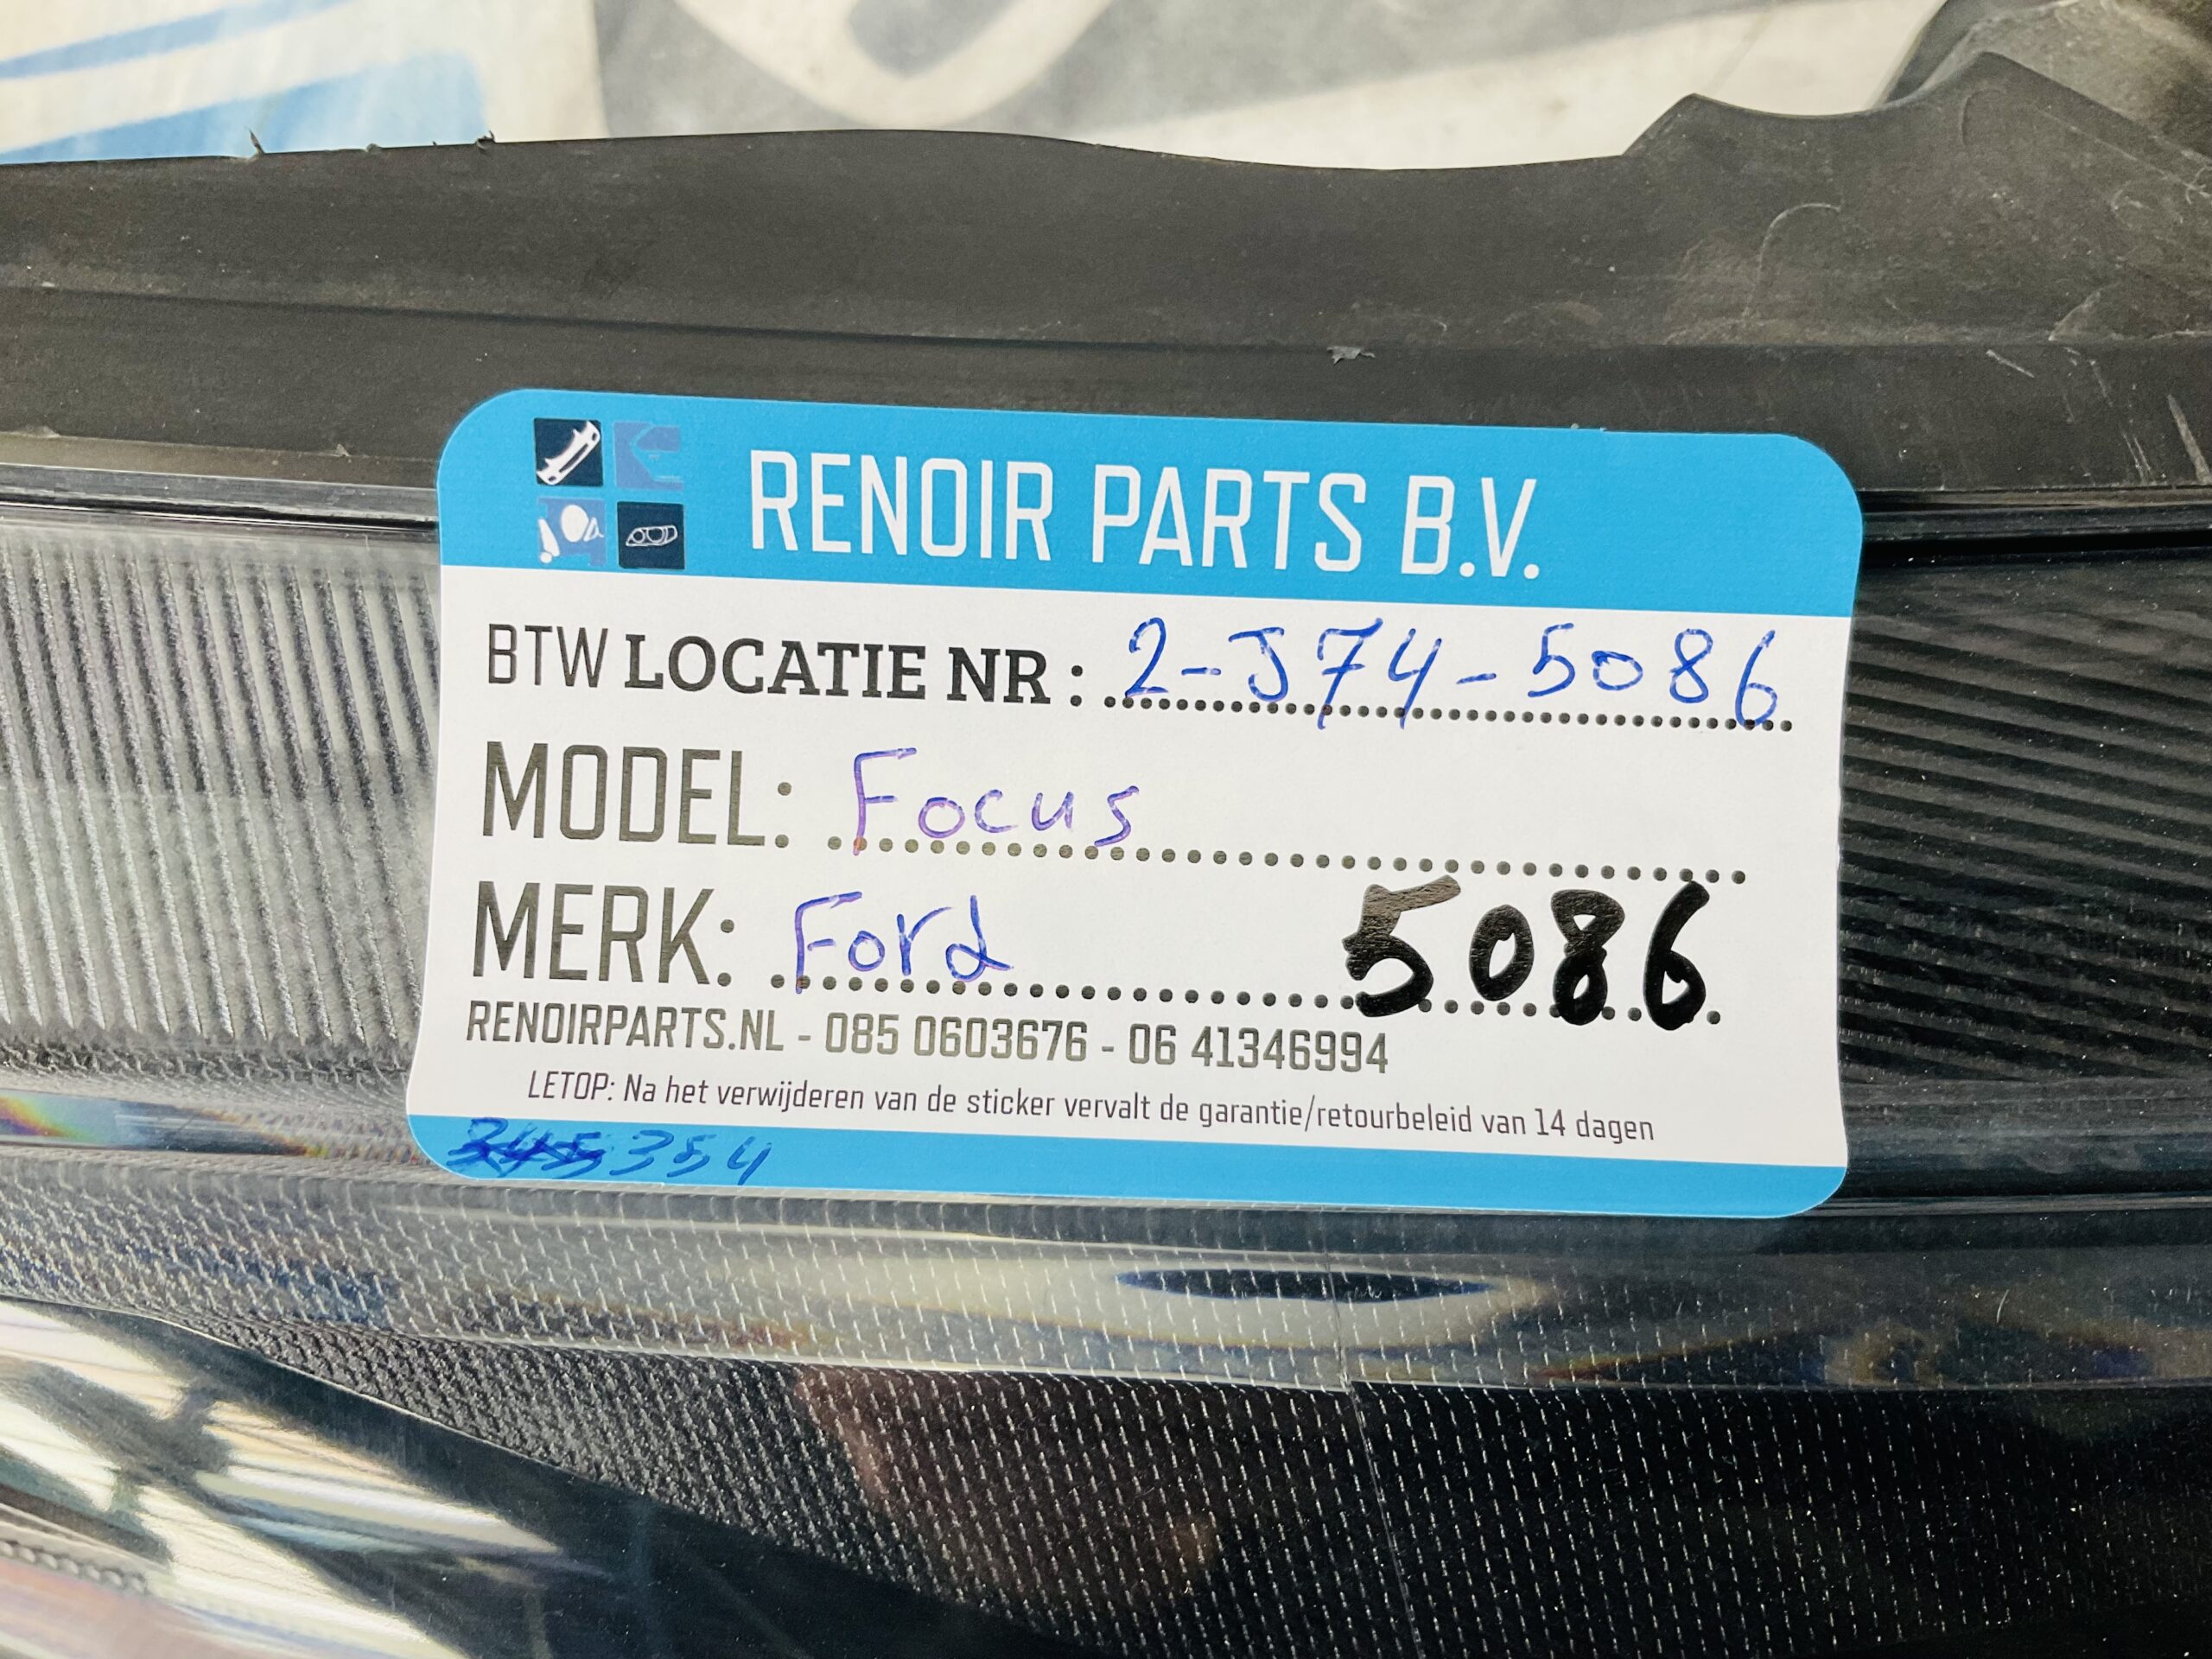 RENOIR PARTS B.V.
BTW LOCATIE NR : 2-J74-5086
MODEL: Focus
MERK: Ford 5086
RENOIRPARTS.NL - 085 0603676 - 06 41346994
LETOP: Na het verwijderen van de sticker vervalt de garantie/retourbeleid van 14 dagen
354